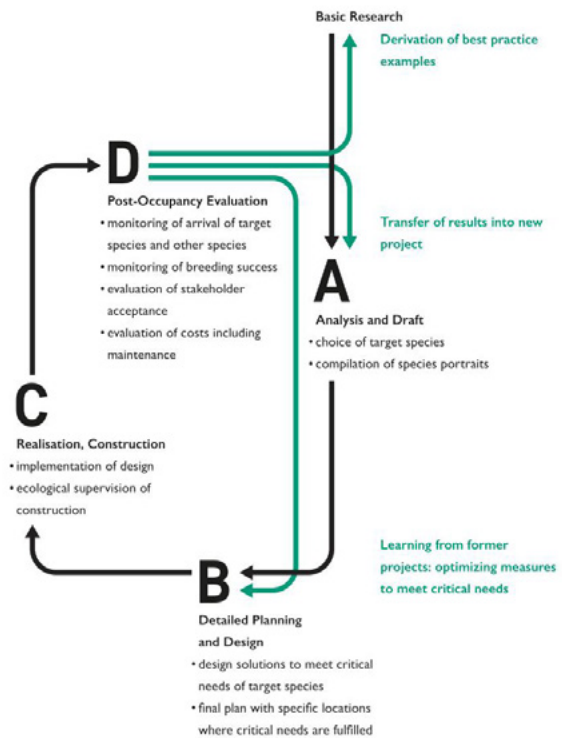 Basic Research
Derivation of best practice
examples
D
Post-Occupancy Evaluation
• monitoring of arrival of target
species and other species
• monitoring of breeding success
• evaluation of stakeholder
acceptance
• evaluation of costs including
maintenance
Transfer of results into new
project
A
Analysis and Draft
• choice of target species
• compilation of species portraits
C
Realisation, Construction
• implementation of design
• ecological supervision of
construction
Learning from former
projects: optimizing measures
to meet critical needs
B
Detailed Planning
and Design
• design solutions to meet critical
needs of target species
• final plan with specific locations
where critical needs are fulfilled